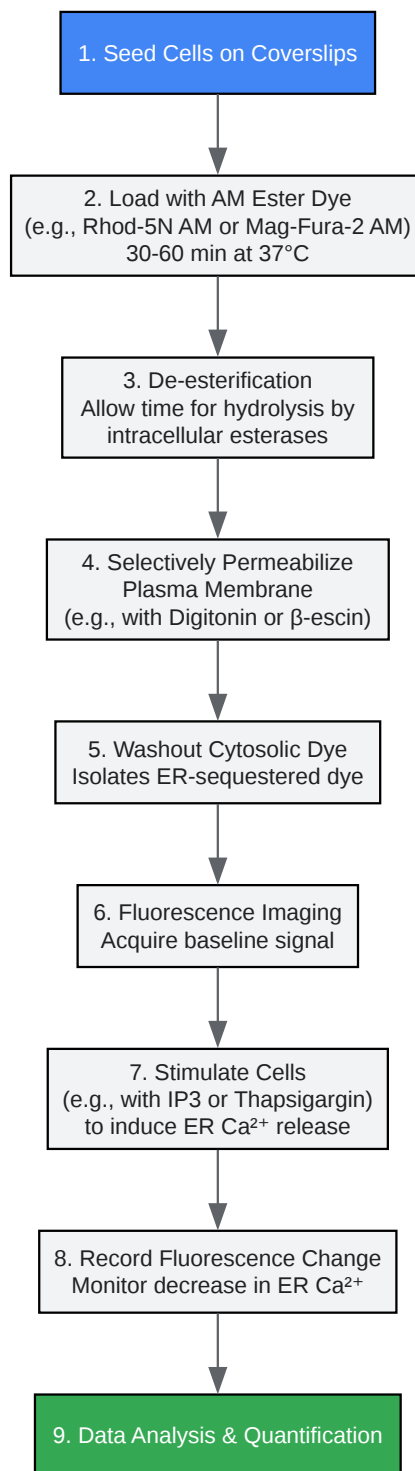 1. Seed Cells on Coverslips
2. Load with AM Ester Dye
(e.g., Rhod-5N AM or Mag-Fura-2 AM)
30-60 min at 37°C
3. De-esterification
Allow time for hydrolysis by
intracellular esterases
4. Selectively Permeabilize
Plasma Membrane
(e.g., with Digitonin or β-escin)
5. Washout Cytosolic Dye
Isolates ER-sequestered dye
6. Fluorescence Imaging
Acquire baseline signal
7. Stimulate Cells
(e.g., with IP3 or Thapsigargin)
to induce ER Ca²⁺ release
8. Record Fluorescence Change
Monitor decrease in ER Ca²⁺
9. Data Analysis & Quantification